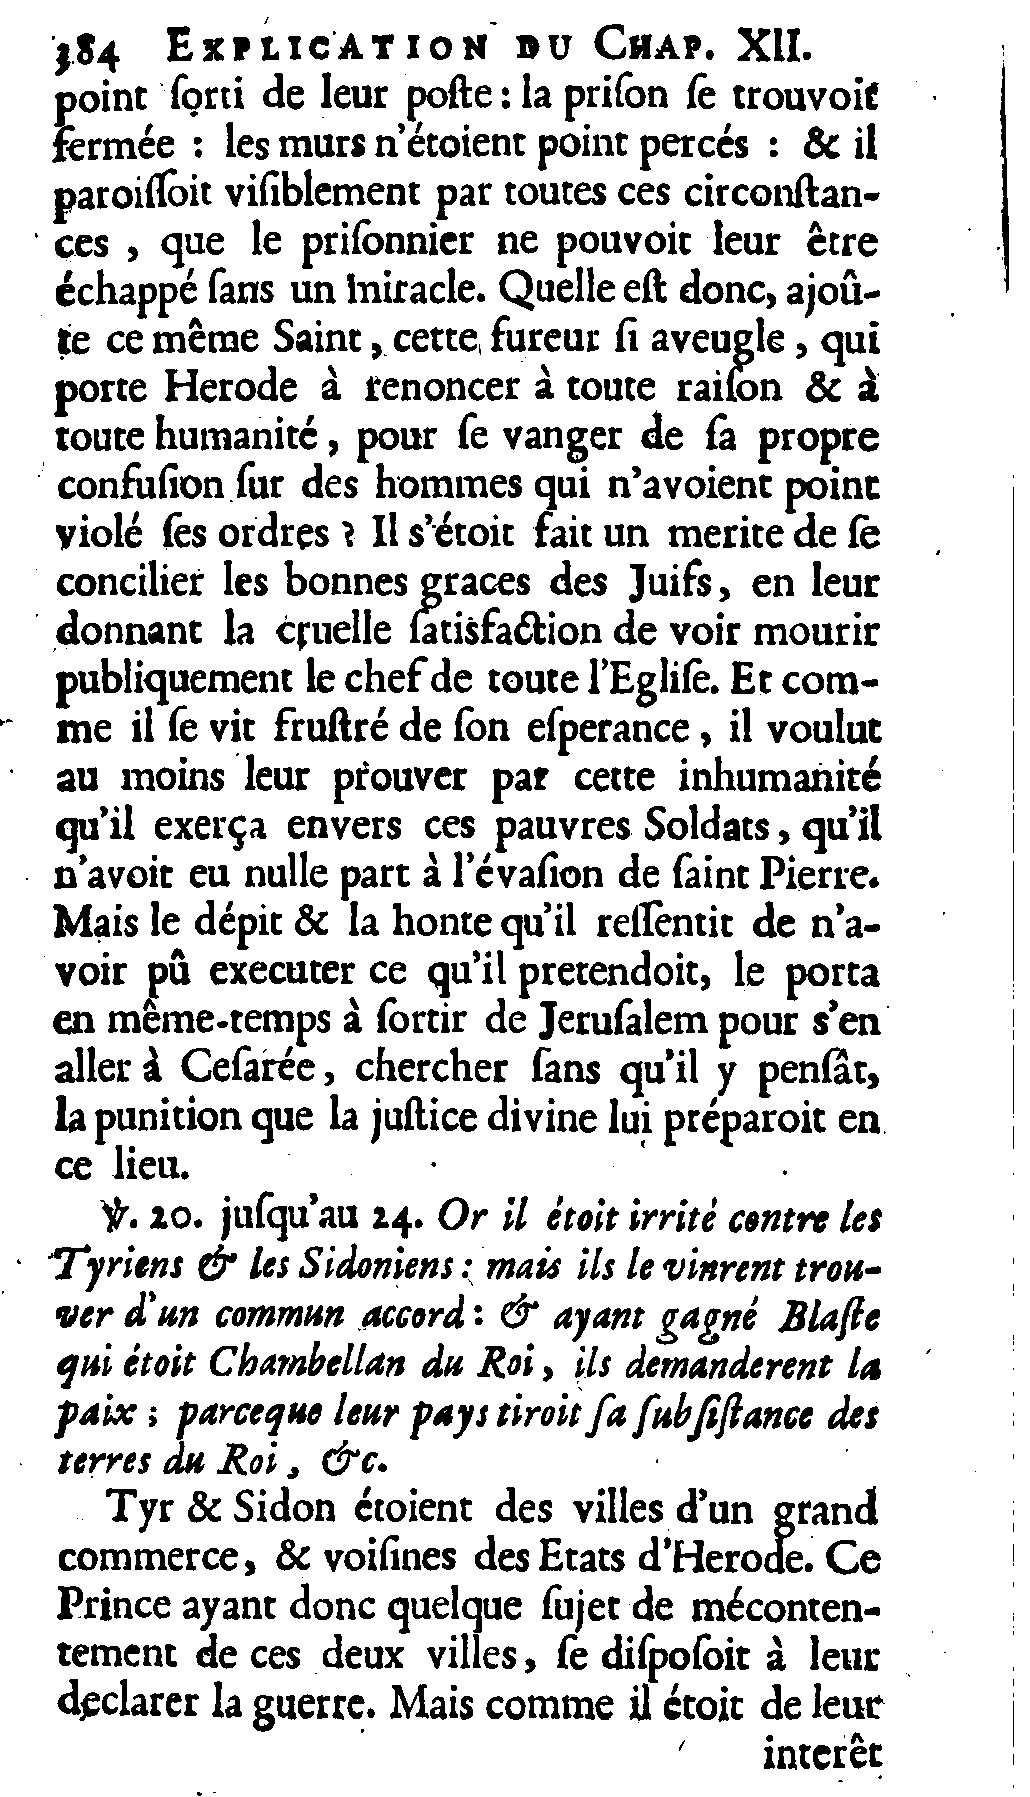 384 EXPLICATION DU CHAP. XII.
point ſorti de leur poſte : la priſon ſe trouvoit
fermée : les murs n'étoient point percés : & il
paroiſſoit viſiblement par toutes ces circonſtan-
ces , que le priſonnier ne pouvoit leur être
échappé ſans un miracle. Quelle eſt donc, ajoû-
te ce même Saint , cette fureur ſi aveugle , qui
porte Herode à renoncer à toute raiſon & à
toute humanité , pour ſe vanger de ſa propre
confuſion ſur des hommes qui n'avoient point
violé ſes ordres ? Il s'étoit fait un merite de ſe
concilier les bonnes graces des Juifs , en leur
donnant la cruelle ſatisfaction de voir mourir
publiquement le chef de toute l'Egliſe. Et com-
me il ſe vit fruſtré de ſon eſperance , il voulut
au moins leur prouver par cette inhumanité
qu'il exerça envers ces pauvres Soldats , qu'il
n'avoit eu nulle part à l'évaſion de ſaint Pierre.
Mais le dépit & la honte qu'il reſſentit de n'a-
voir pû executer ce qu'il pretendoit, le porta
en même-temps à ſortir de Jeruſalem pour s'en
aller à Ceſarée , chercher ſans qu'il y penſât,
la punition que la juſtice divine lui préparoit en
ce lieu.
℣. 20. juſqu'au 24. Or il étoit irrité contre les
Tyriens & les Sidoniens : mais ils le vinrent trou-
ver d'un commun accord : & ayant gagné Blaſte
qui étoit Chambellan du Roi , ils demanderent la
paix ; parceque leur pays tiroit ſa ſubſiſtance des
terres du Roi , &c.
Tyr & Sidon étoient des villes d'un grand
commerce, & voiſines des Etats d'Herode. Ce
Prince ayant donc quelque ſujet de méconten-
tement de ces deux villes , ſe diſpoſoit à leur
declarer la guerre. Mais comme il étoit de leur
interêt